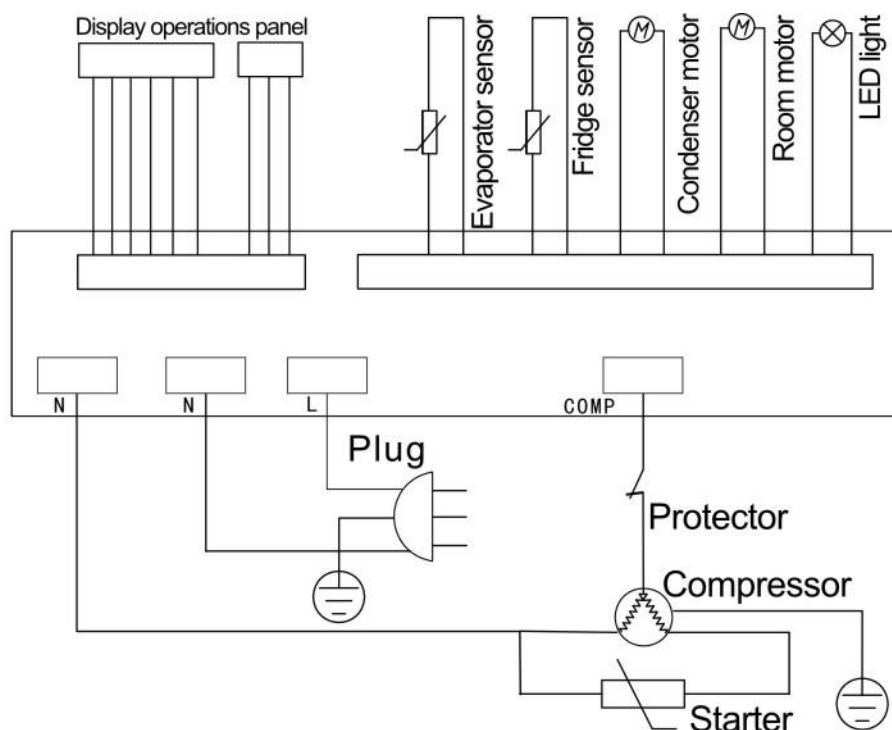 Display operations panel
Evaporator sensor
Fridge sensor
M
Condenser motor
M
Room motor
LED light
N
N
L
COMP
Plug
Protector
Compressor
Starter